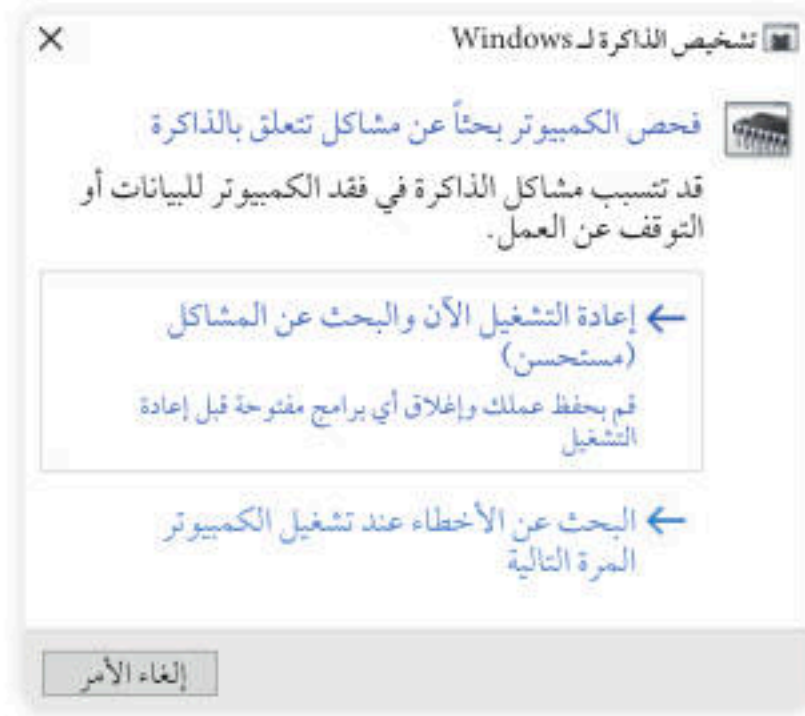 تشخيص الذاكرة لـ Windows
فحص الكمبيوتر بحثاً عن مشاكل تتعلق بالذاكرة
قد تتسبب مشاكل الذاكرة في فقد الكمبيوتر للبيانات أو
التوقف عن العمل.
إعادة التشغيل الآن والبحث عن المشاكل
(مستحسن)
قم بحفظ عملك وإغلاق أي برامج مفتوحة قبل إعادة
التشغيل
البحث عن الأخطاء عند تشغيل الكمبيوتر
المرة التالية
إلغاء الأمر